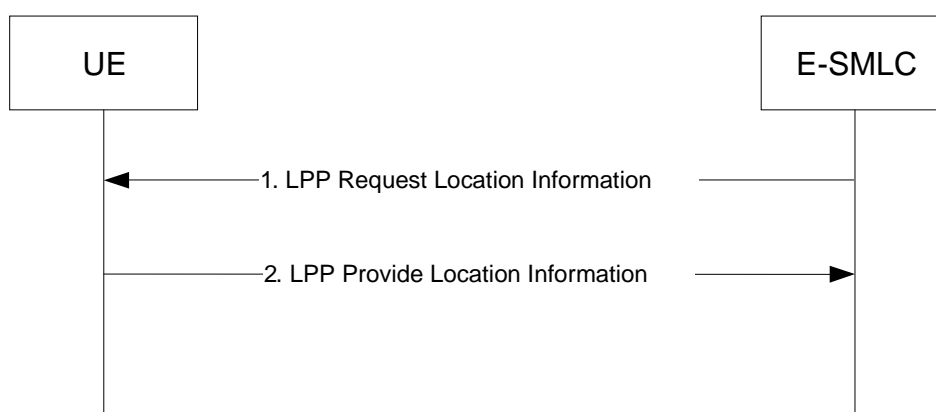 UE
E-SMLC
1. LPP Request Location Information
2. LPP Provide Location Information